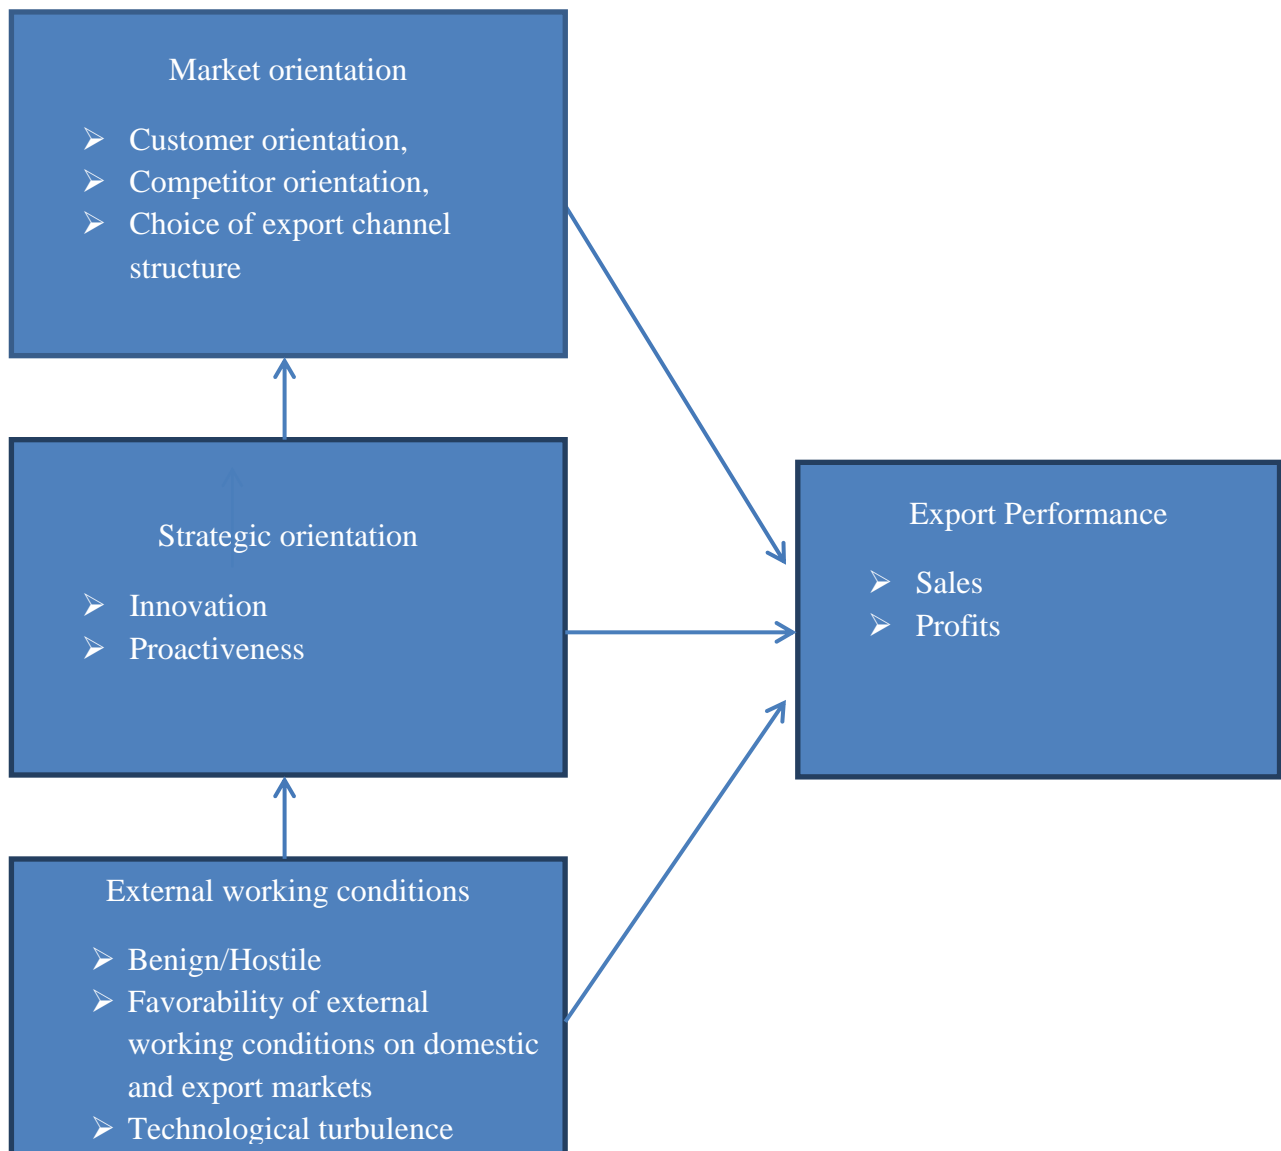 Market orientation
➢ Customer orientation,
➢ Competitor orientation,
➢ Choice of export channel
structure
Strategic orientation
➢ Innovation
➢ Proactiveness
Export Performance
➢ Sales
➢ Profits
External working conditions
➢ Benign/Hostile
➢ Favorability of external
working conditions on domestic
and export markets
➢ Technological turbulence